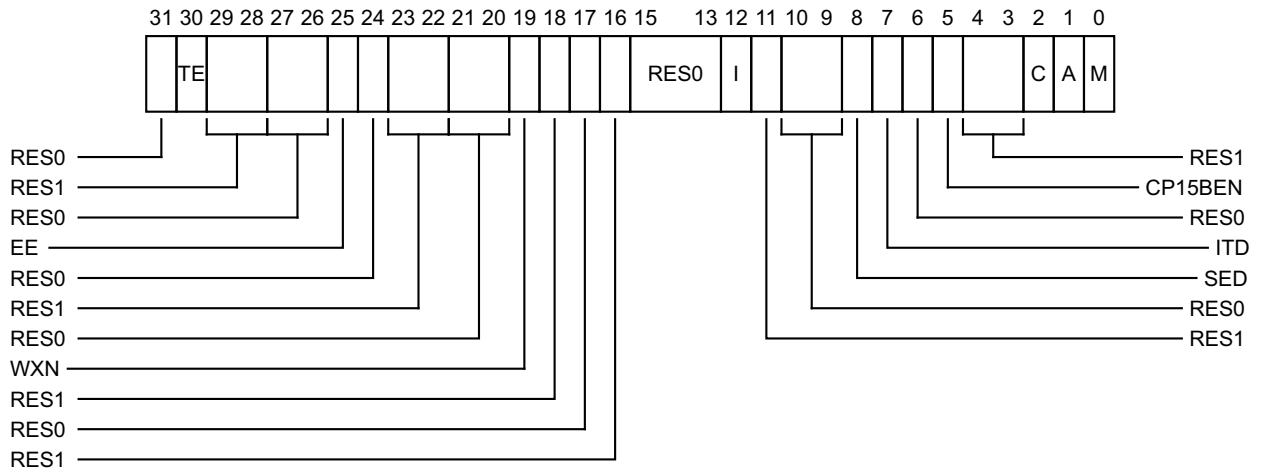 31 30 29 28 27 26 25 24 23 22 21 20 19 18 17 16 15 13 12 11 10 9 8 7 6 5 4 3 2 1 0
TE RES0 I C A M
RES0 RES1
RES1 CP15BEN
RES0 RES0
EE ITD
RES0 SED
RES1 RES0
RES0 RES1
WXN
RES1
RES0
RES1